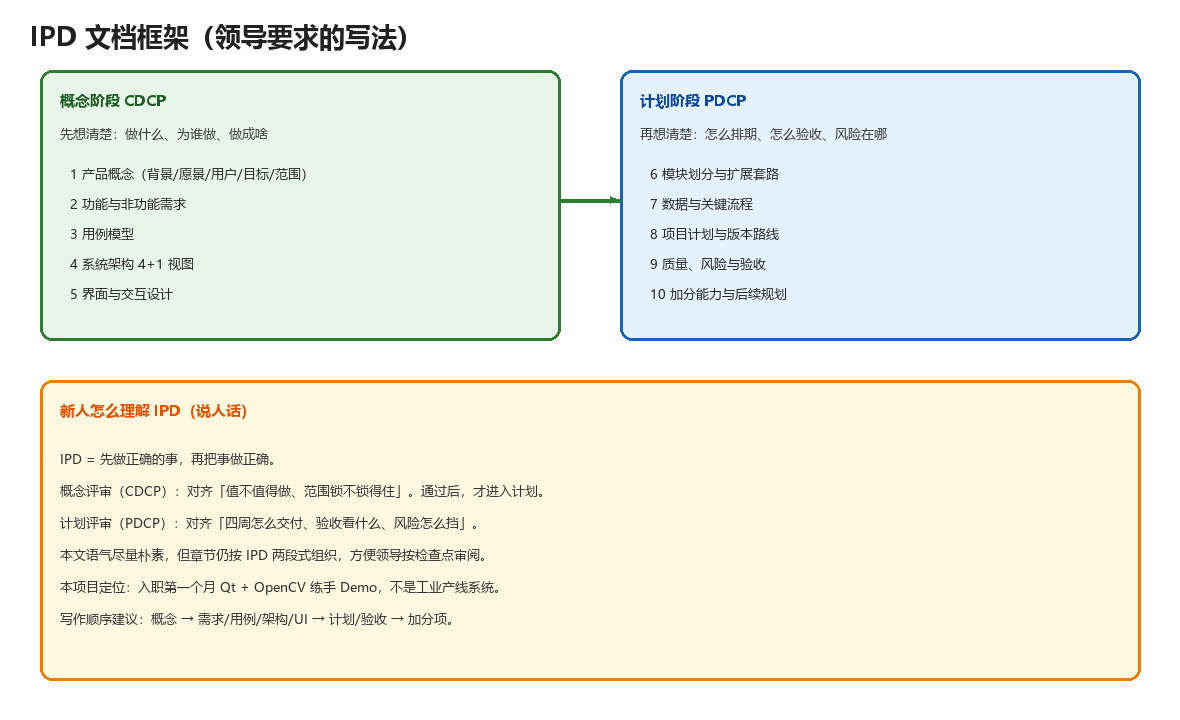 IPD 文档框架（领导要求的写法）
概念阶段 CDCP
先想清楚：做什么、为谁做、做成啥
1 产品概念（背景/愿景/用户/目标/范围）
2 功能与非功能需求
3 用例模型
4 系统架构 4+1 视图
5 界面与交互设计
计划阶段 PDCP
再想清楚：怎么排期、怎么验收、风险在哪
6 模块划分与扩展套路
7 数据与关键流程
8 项目计划与版本路线
9 质量、风险与验收
10 加分能力与后续规划
新人怎么理解 IPD（说人话）
IPD = 先做正确的事，再把事做正确。
概念评审（CDCP）：对齐「值不值得做、范围锁不锁得住」。通过后，才进入计划。
计划评审（PDCP）：对齐「四周怎么交付、验收看什么、风险怎么挡」。
本文语气尽量朴素，但章节仍按 IPD 两段式组织，方便领导按检查点审阅。
本项目定位：入职第一个月 Qt + OpenCV 练手 Demo，不是工业产线系统。
写作顺序建议：概念 → 需求/用例/架构/UI → 计划/验收 → 加分项。